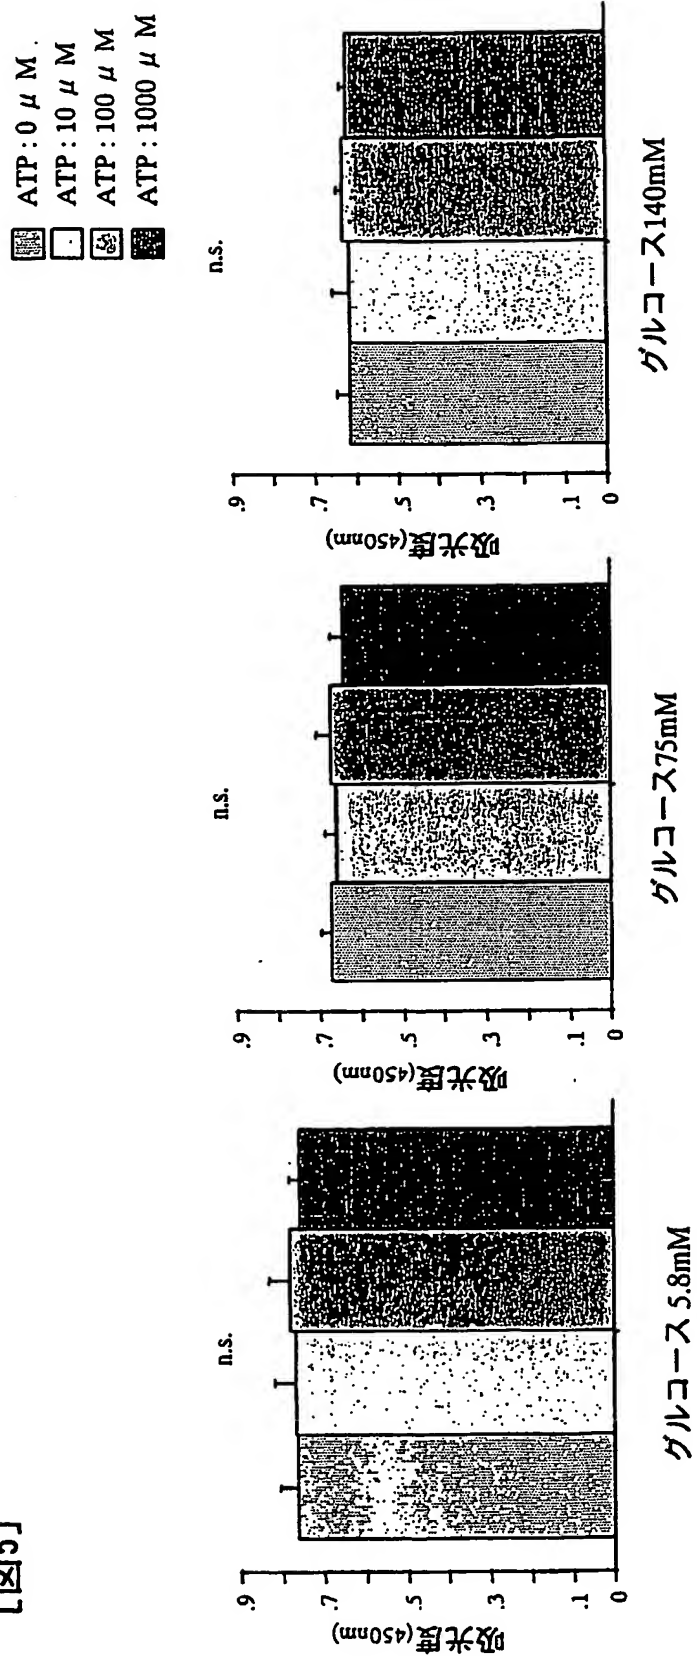 [図5]
ATP : 0 μ M .
ATP : 10 μ M
ATP : 100 μ M
ATP : 1000 μ M
n.s.
吸光度(450nm)
.9
.7
.5
.3
.1
0
グルコース 5.8mM
n.s.
吸光度(450nm)
.9
.7
.5
.3
.1
0
グルコース75mM
n.s.
吸光度(450nm)
.9
.7
.5
.3
.1
0
グルコース140mM